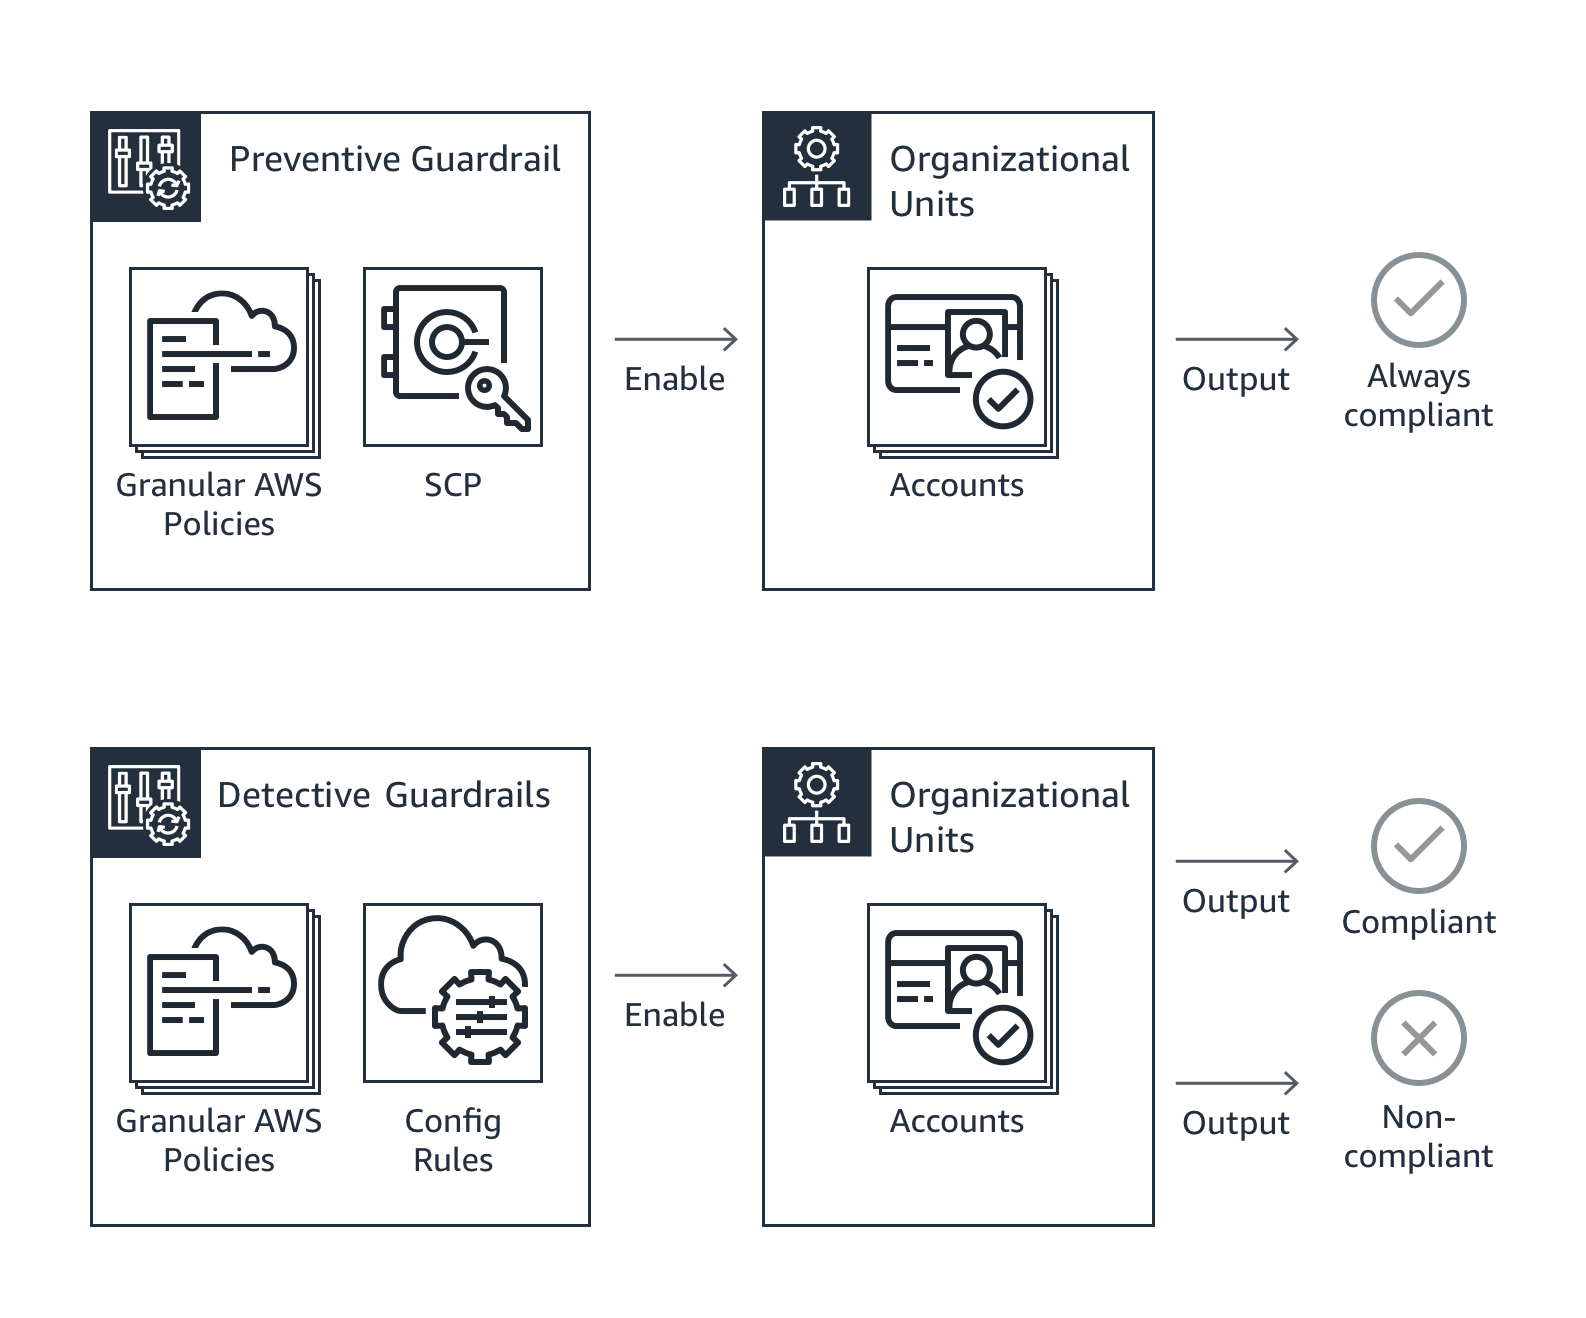 Preventive Guardrail
Organizational
Units
Granular AWS
Policies
SCP
Enable
Accounts
Output
Always
compliant
Detective Guardrails
Organizational
Units
Granular AWS
Policies
Config
Rules
Enable
Accounts
Output
Compliant
Output
Non-
compliant